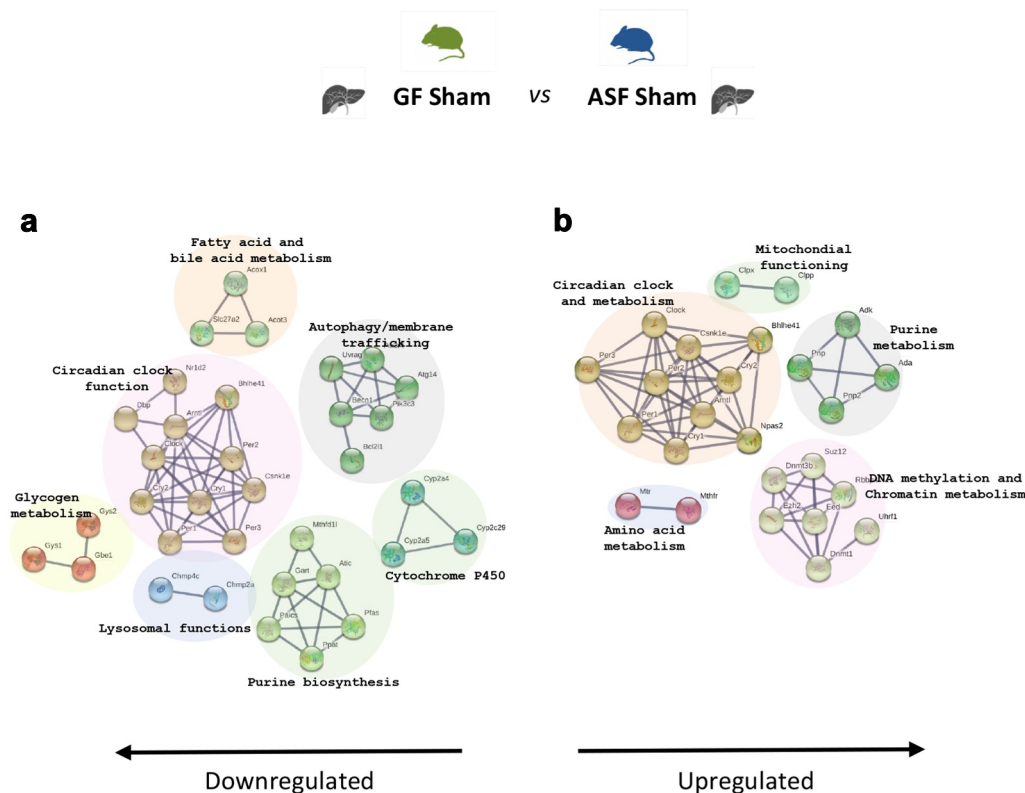 GF Sham vs ASF Sham
a
Fatty acid and
bile acid metabolism
Acox1
Slc27a2
Acot3
Autophagy/membrane
trafficking
Uvrag
Atg14
Becn1
Pik3c3
Bcl2l1
Circadian clock
function
Nr1d2
Dbp
Arntl
Bhlhe41
Clock
Per2
Csnk1e
Cry2
Cry1
Per1
Per3
Glycogen
metabolism
Gys2
Gys1
Gbe1
Cyp2a4
Cyp2a5
Cyp2c29
Cytochrome P450
Chmp4c
Chmp2a
Lysosomal functions
Mthfd1l
Gart
Atic
Paics
Pfas
Ppat
Purine biosynthesis
Downregulated
b
Mitochondial
functioning
Clpx
Clpp
Circadian clock
and metabolism
Clock
Csnk1e
Bhlhe41
Per3
Per2
Cry2
Arntl
Per1
Cry1
Npas2
Adk
Purine
metabolism
Pnp
Ada
Pnp2
Mtr
Mthfr
Amino acid
metabolism
Suz12
Dnmt3b
DNA methylation and
Chromatin metabolism
Ezh2
Eed
Uhrf1
Dnmt1
Upregulated